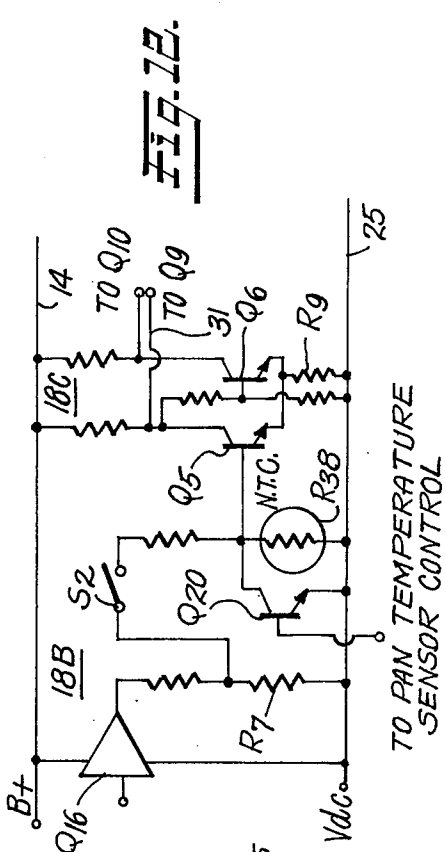 Fig. 12.
B+
14
18B
18C
S2
TO Q10
TO Q9
31
Q16
Q5
Q6
N.T.C.
Q20
R38
R9
R7
Vdc
25
TO PAN TEMPERATURE
SENSOR CONTROL